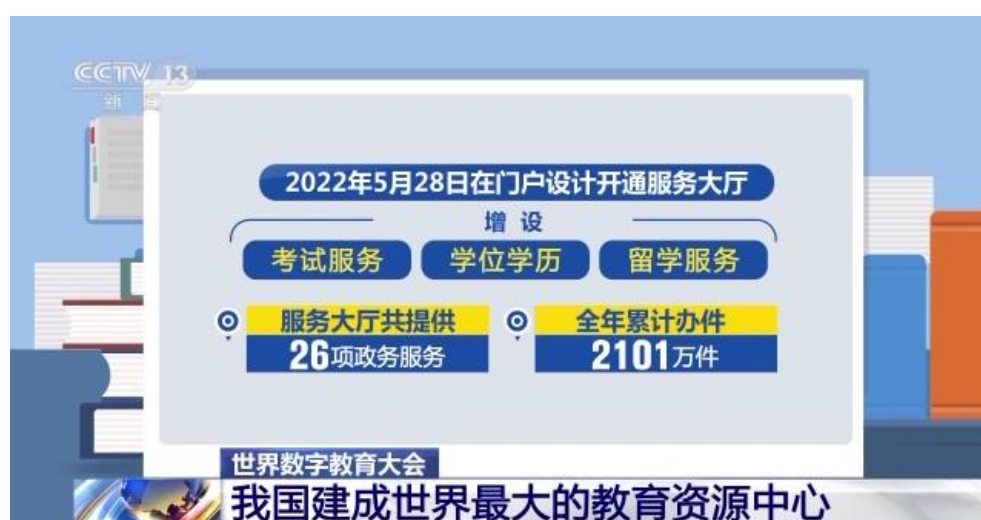 CCTV 13
新闻
2022年5月28日在门户设计开通服务大厅
增设
考试服务 学位学历 留学服务
服务大厅共提供 全年累计办件
26项政务服务 2101万件
世界数字教育大会
我国建成世界最大的教育资源中心